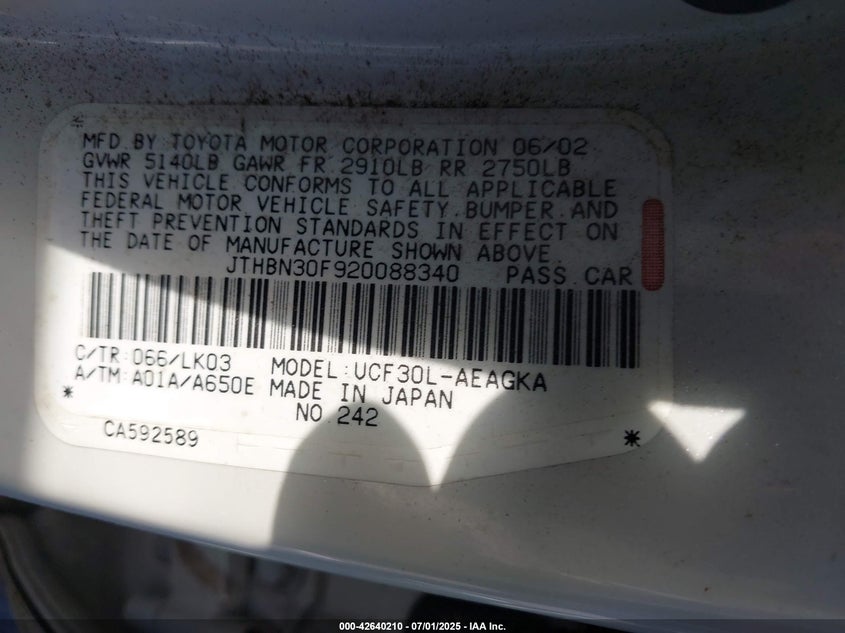 MFD BY TOYOTA MOTOR CORPORATION 06/02
GVWR 5140LB GAWR FR 2910LB RR 2750LB
THIS VEHICLE CONFORMS TO ALL APPLICABLE
FEDERAL MOTOR VEHICLE SAFETY.BUMPER.AND
THEFT PREVENTION STANDARDS IN EFFECT ON
THE DATE OF MANUFACTURE SHOWN ABOVE.
JTHBN30F920088340 PASS.CAR
C/TR:066/LK03 MODEL:UCF30L-AEAGKA
A/TM:A01A/A650E MADE IN JAPAN
* NO.242
CA592589 *
000-42640210 - 07/01/2025 - IAA Inc.